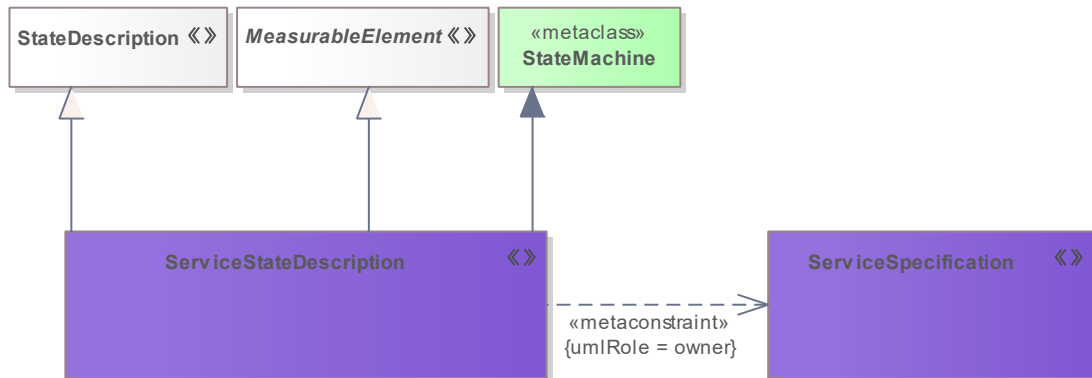 StateDescription «»
MeasurableElement «»
«metaclass»
StateMachine
ServiceStateDescription «»
ServiceSpecification «»
«metaconstraint»
{umlRole = owner}